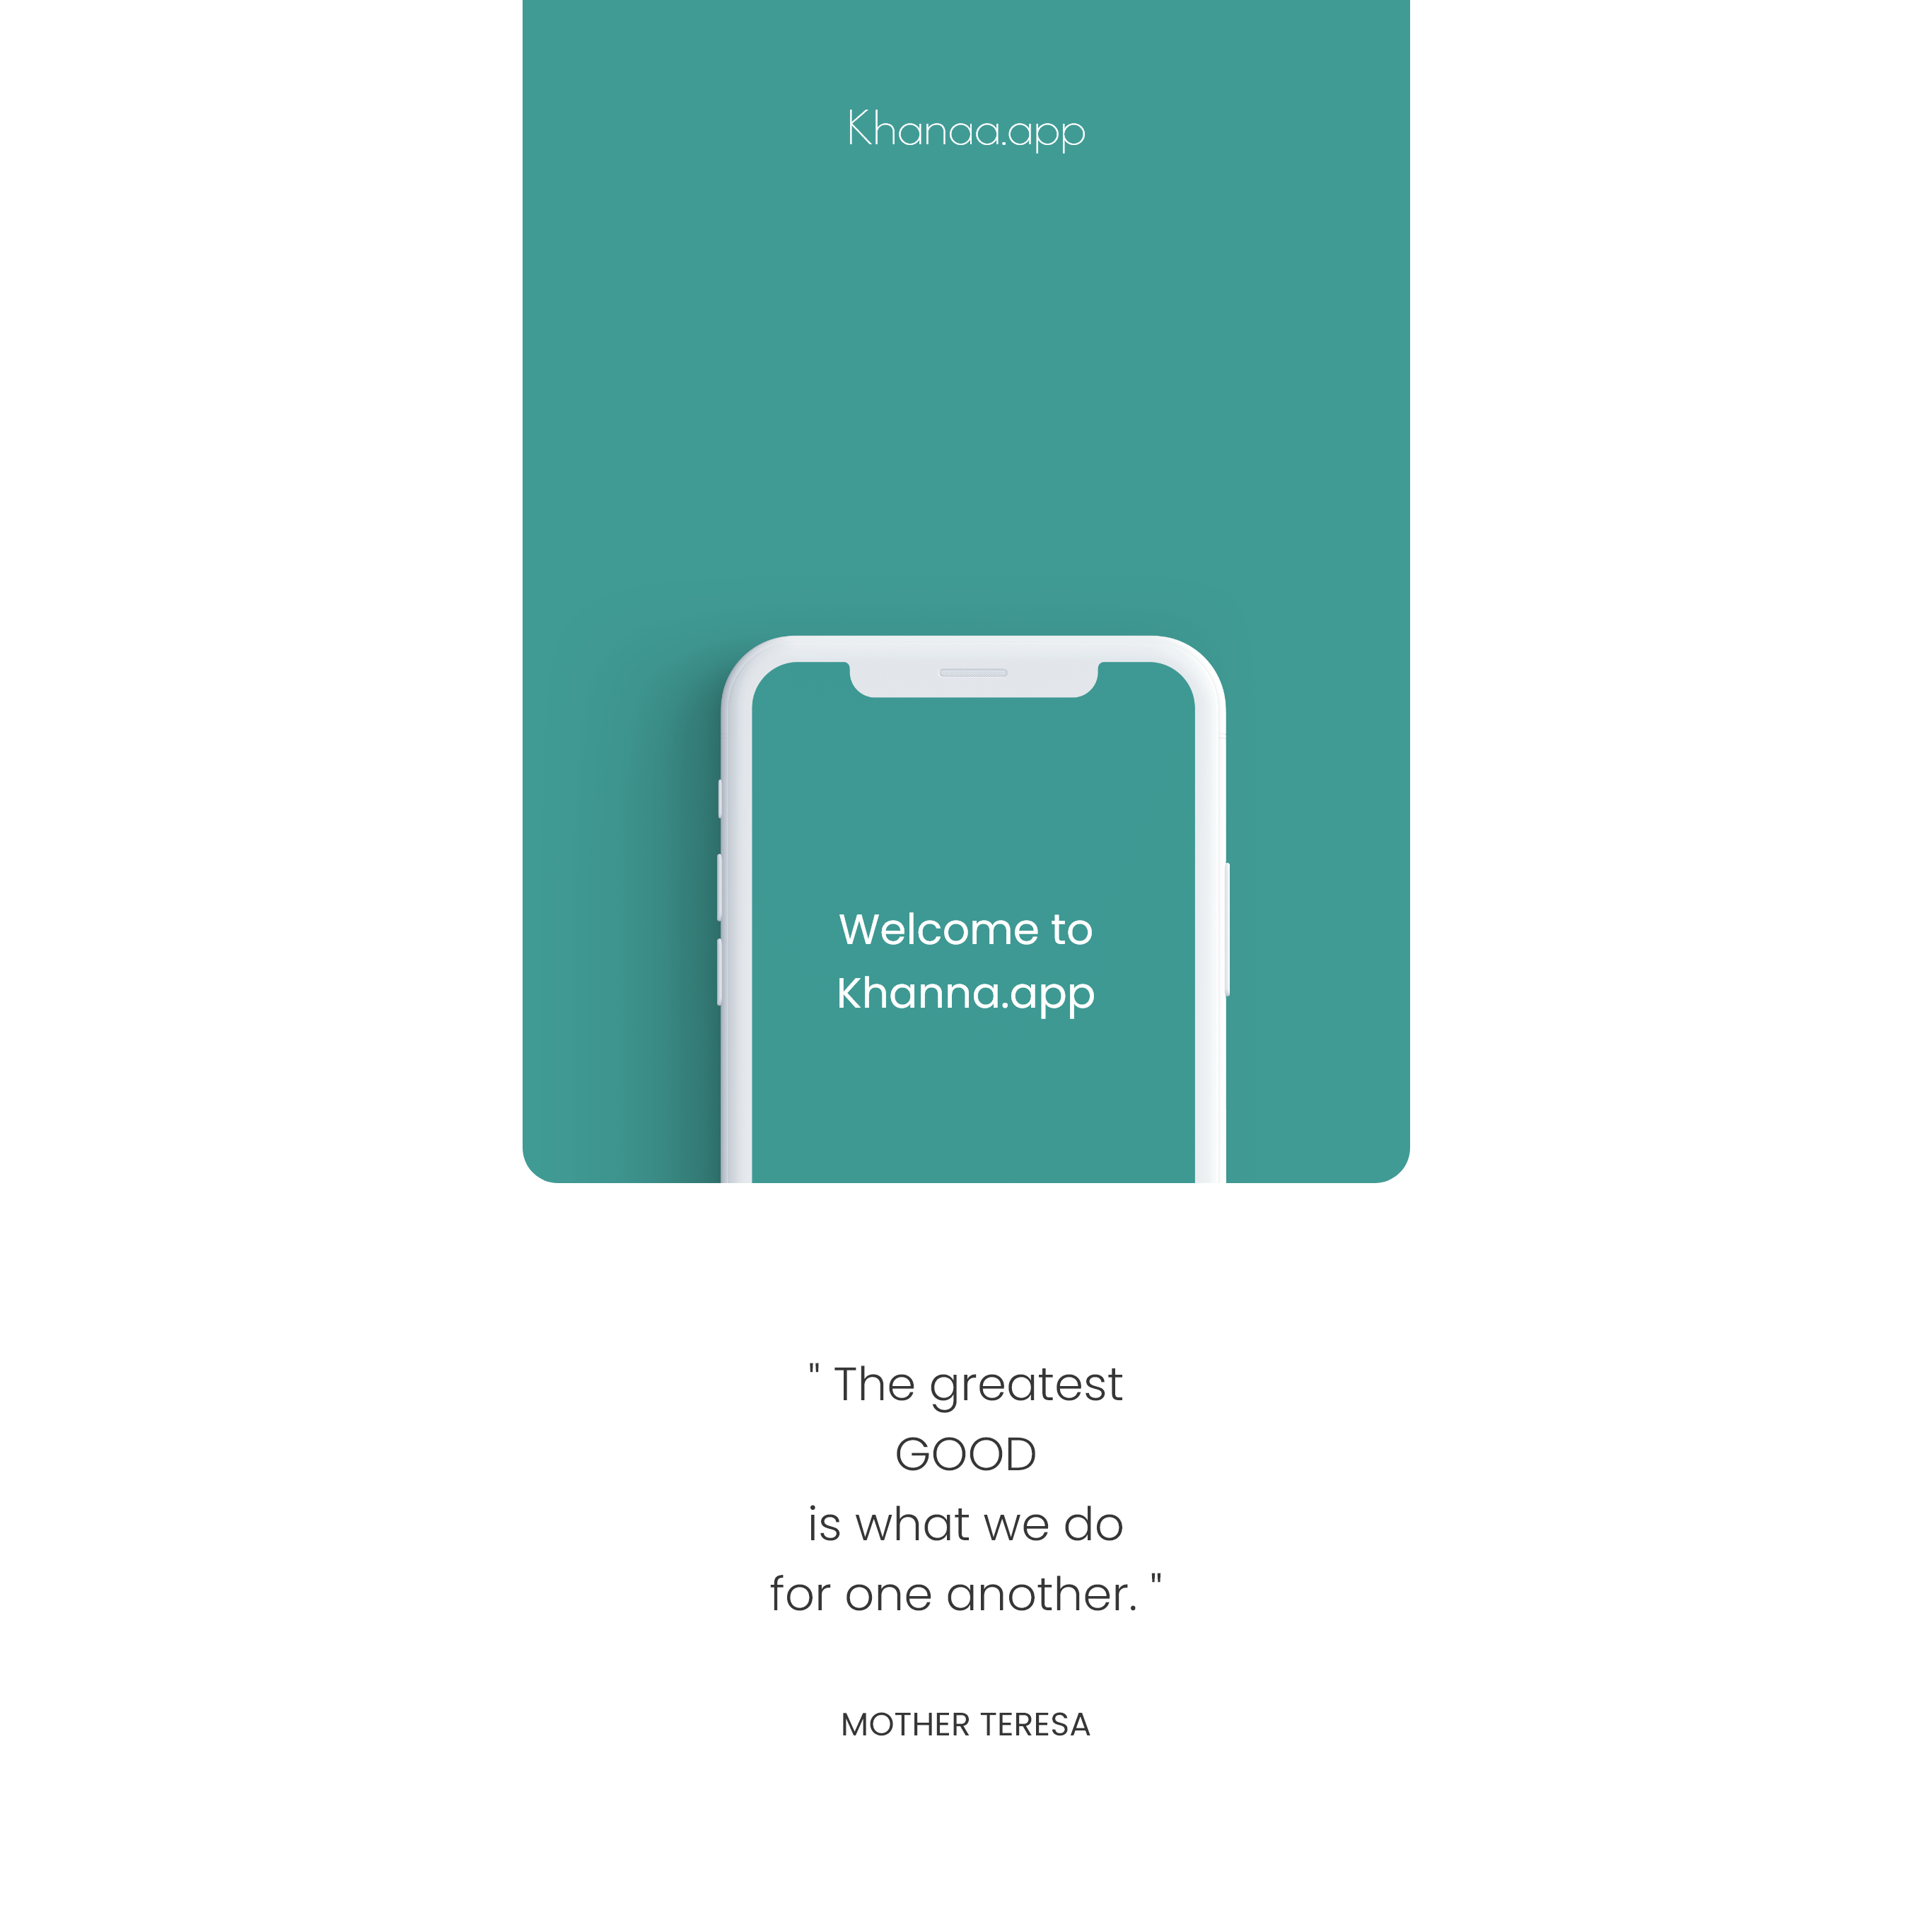 Khanaa.app
Welcome to
Khanna.app
" The greatest
GOOD
is what we do
for one another. "
MOTHER TERESA